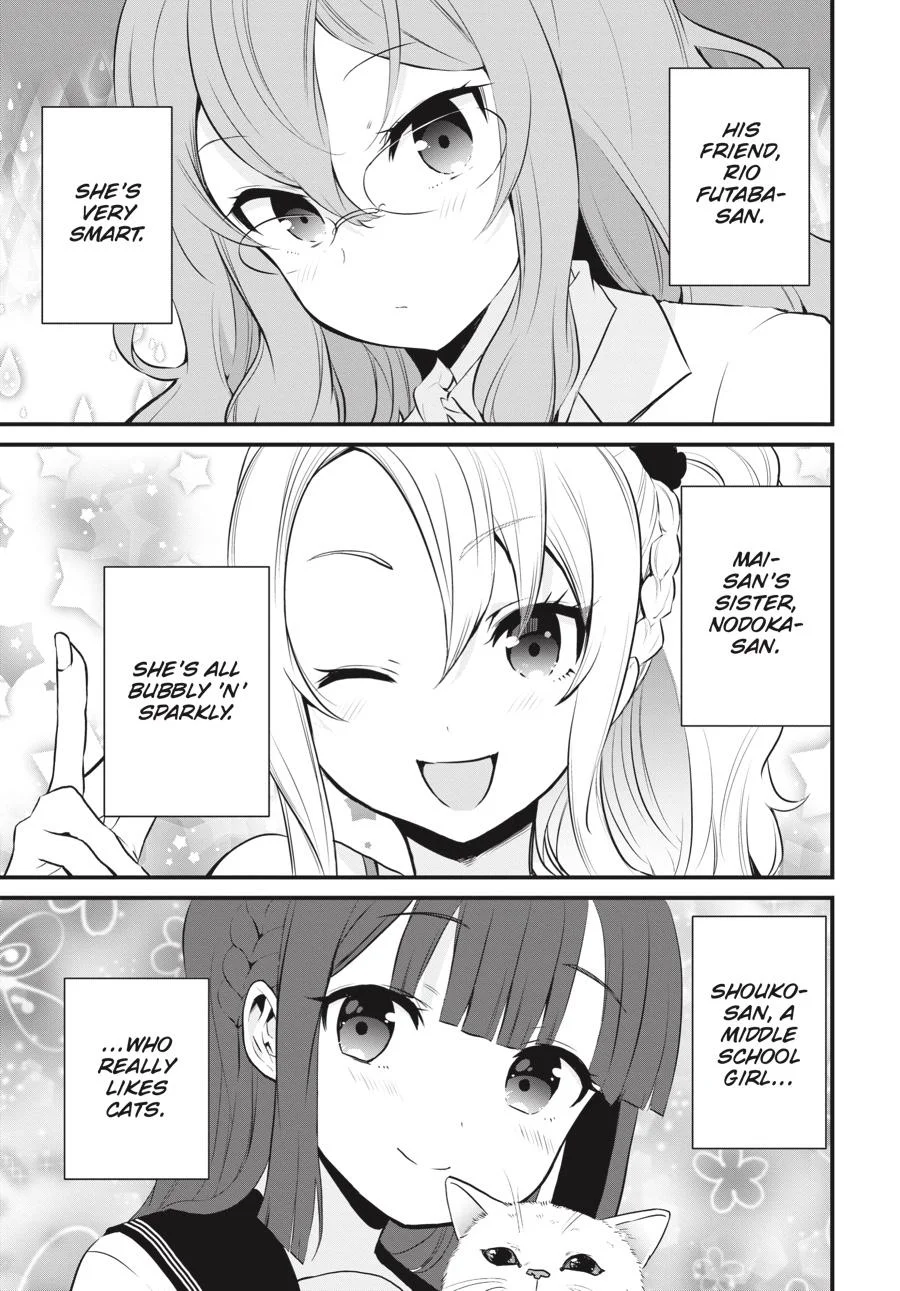 HIS
FRIEND,
RIO
FUTABA-
SAN.
SHE'S
VERY
SMART.
MAI-
SAN'S
SISTER,
NODOKA-
SAN.
SHE'S ALL
BUBBLY 'N'
SPARKLY.
SHOUKO-
SAN, A
MIDDLE
SCHOOL
GIRL...
...WHO
REALLY
LIKES
CATS.